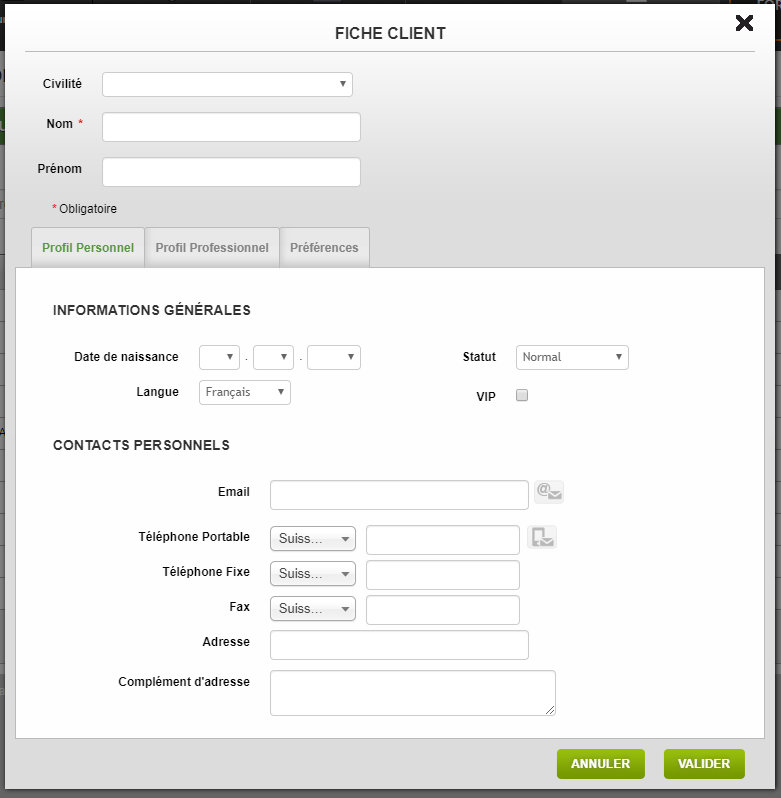 FICHE CLIENT
Civilité
Nom *
Prénom
* Obligatoire
Profil Personnel Profil Professionnel Préférences
INFORMATIONS GÉNÉRALES
Date de naissance . . Statut Normal
Langue Français VIP
CONTACTS PERSONNELS
Email
Téléphone Portable Suiss...
Téléphone Fixe Suiss...
Fax Suiss...
Adresse
Complément d'adresse
ANNULER VALIDER